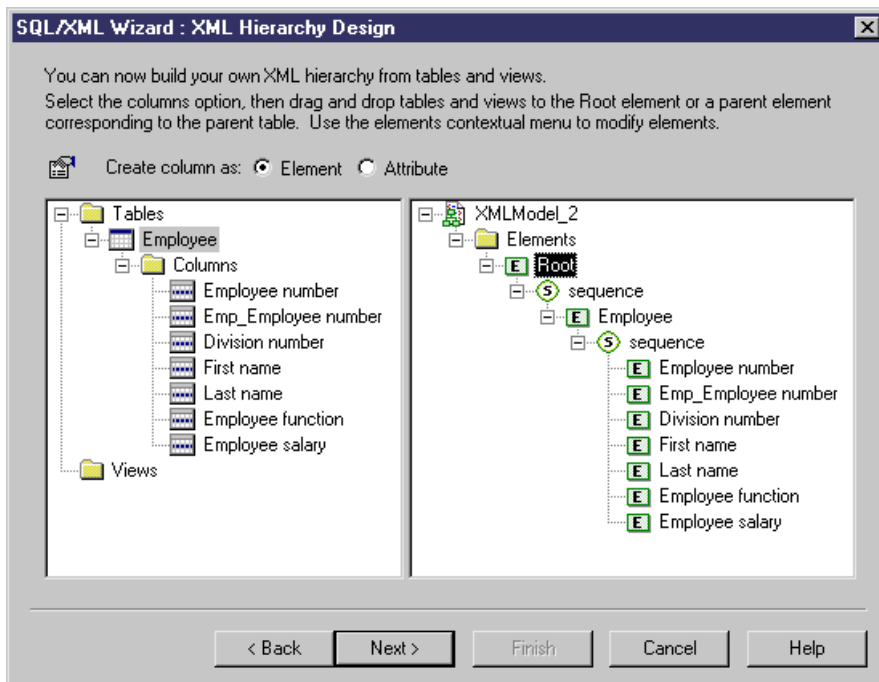 SQL/XML Wizard : XML Hierarchy Design
You can now build your own XML hierarchy from tables and views.
Select the columns option, then drag and drop tables and views to the Root element or a parent element
corresponding to the parent table. Use the elements contextual menu to modify elements.
Create column as: Element Attribute
Tables
Employee
Columns
Employee number
Emp_Employee number
Division number
First name
Last name
Employee function
Employee salary
Views
XMLModel_2
Elements
E Root
S sequence
E Employee
S sequence
E Employee number
E Emp_Employee number
E Division number
E First name
E Last name
E Employee function
E Employee salary
< Back Next > Finish Cancel Help